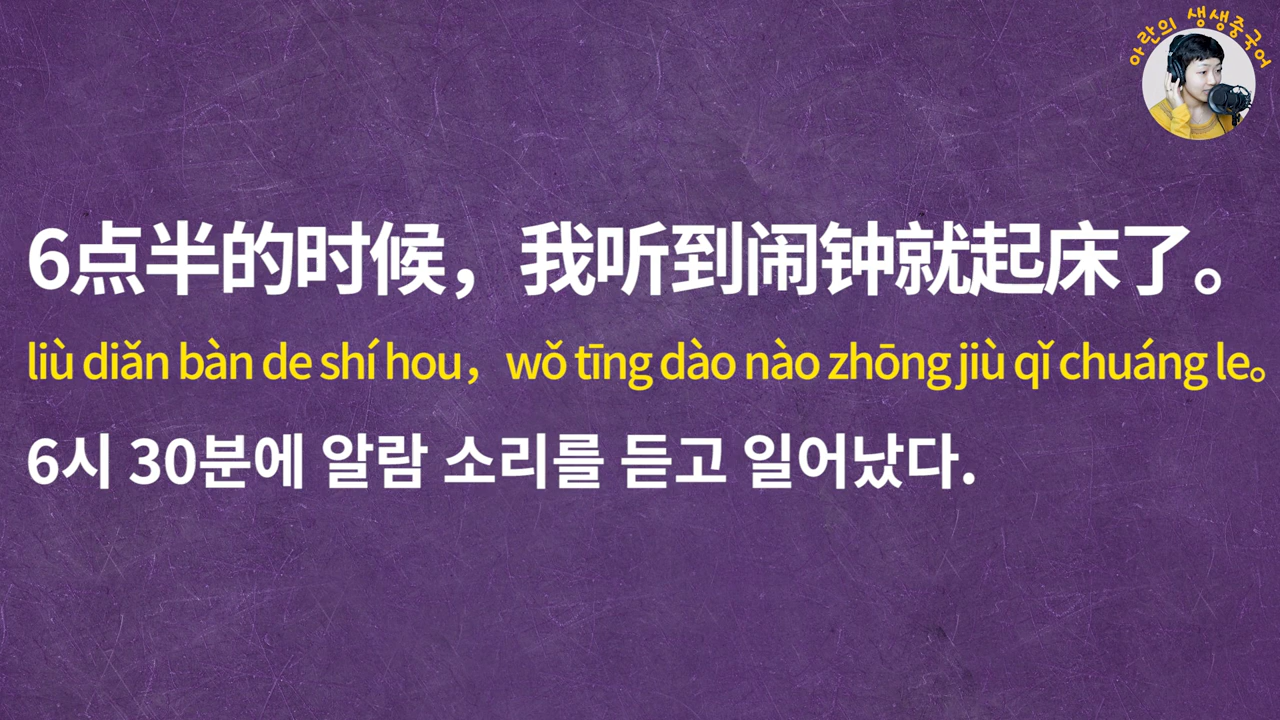 아란의 생생중국어
6点半的时候，我听到闹钟就起床了。
liù diǎn bàn de shí hou，wǒ tīng dào nào zhōng jiù qǐ chuáng le。
6시 30분에 알람 소리를 듣고 일어났다.